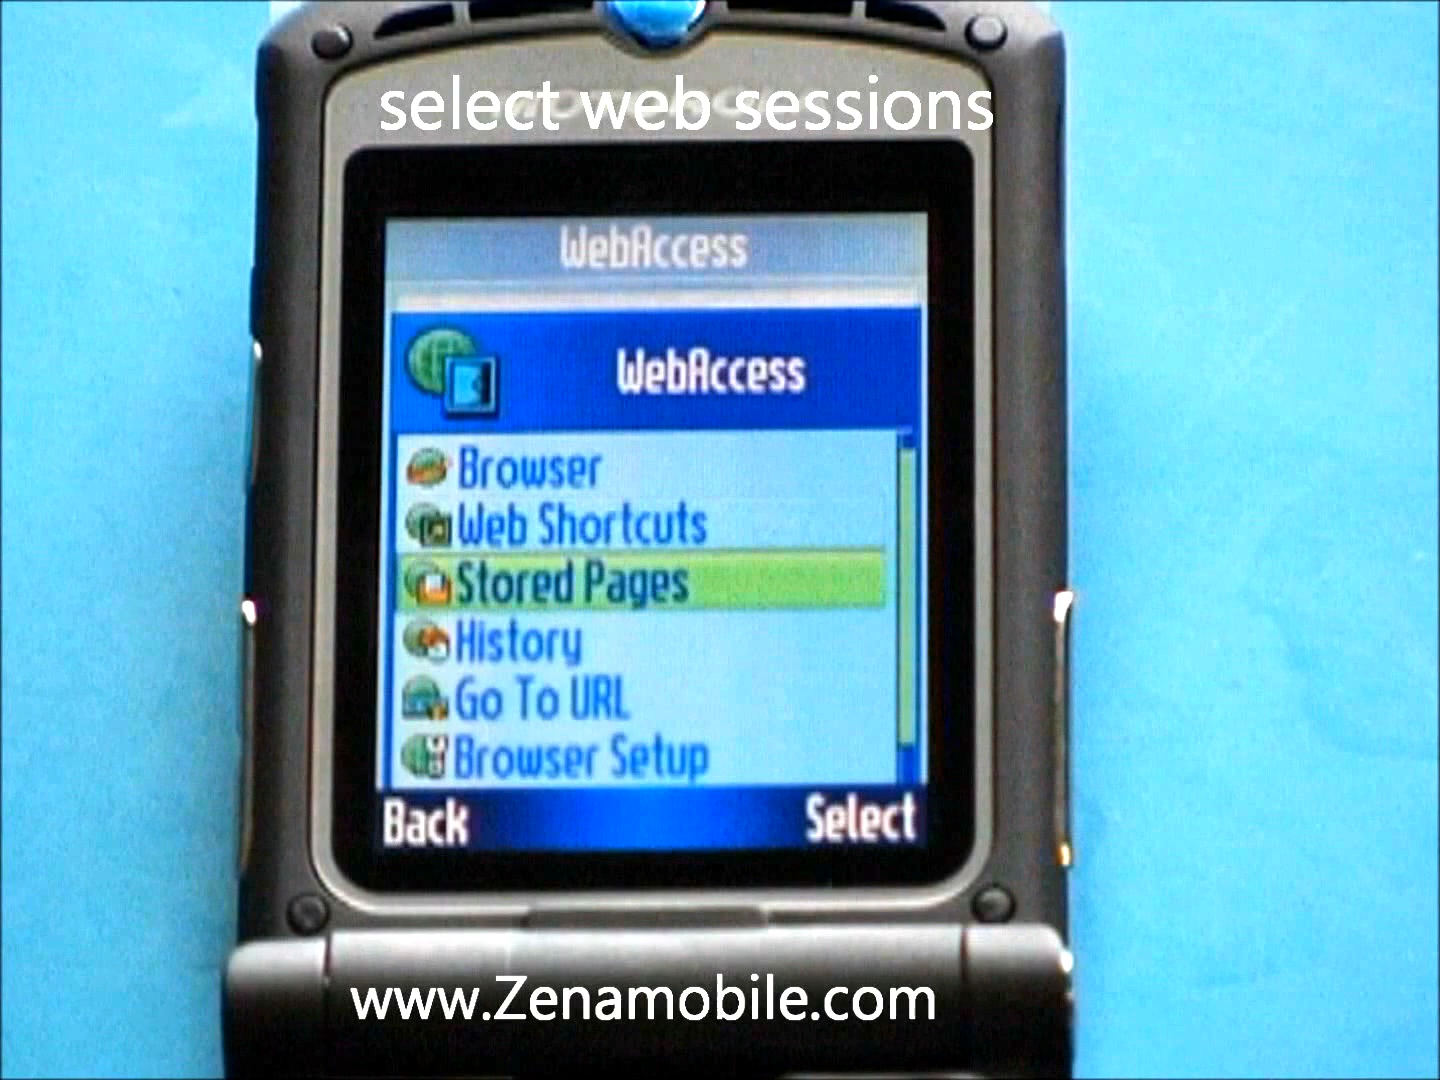 select web sessions
WebAccess
WebAccess
Browser
Web Shortcuts
Stored Pages
History
Go To URL
Browser Setup
Back Select
www.Zenamobile.com